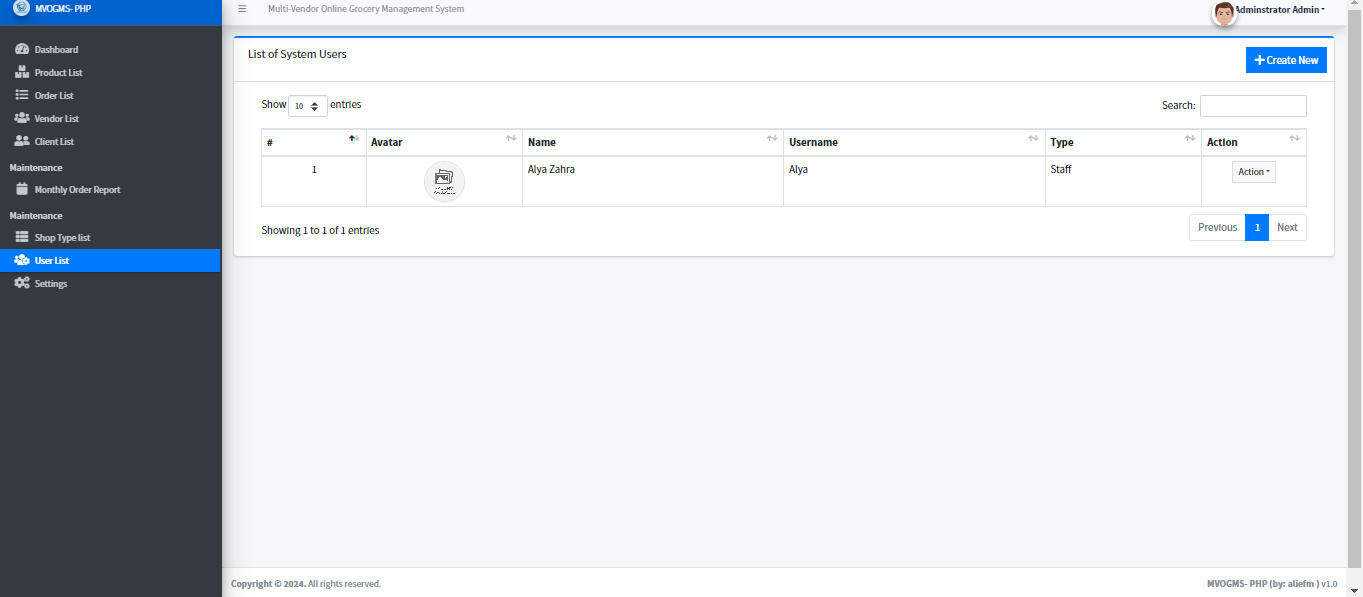 MVOGMS- PHP
Multi-Vendor Online Grocery Management System
Adminstrator Admin
Dashboard
Product List
Order List
Vendor List
Client List
Maintenance
Monthly Order Report
Maintenance
Shop Type list
User List
Settings
List of System Users
Create New
Show 10 entries
Search:
# Avatar Name Username Type Action
1 Alya Zahra Alya Staff Action
Showing 1 to 1 of 1 entries
Previous 1 Next
Copyright © 2024. All rights reserved.
MVOGMS- PHP (by: aliefm ) v1.0